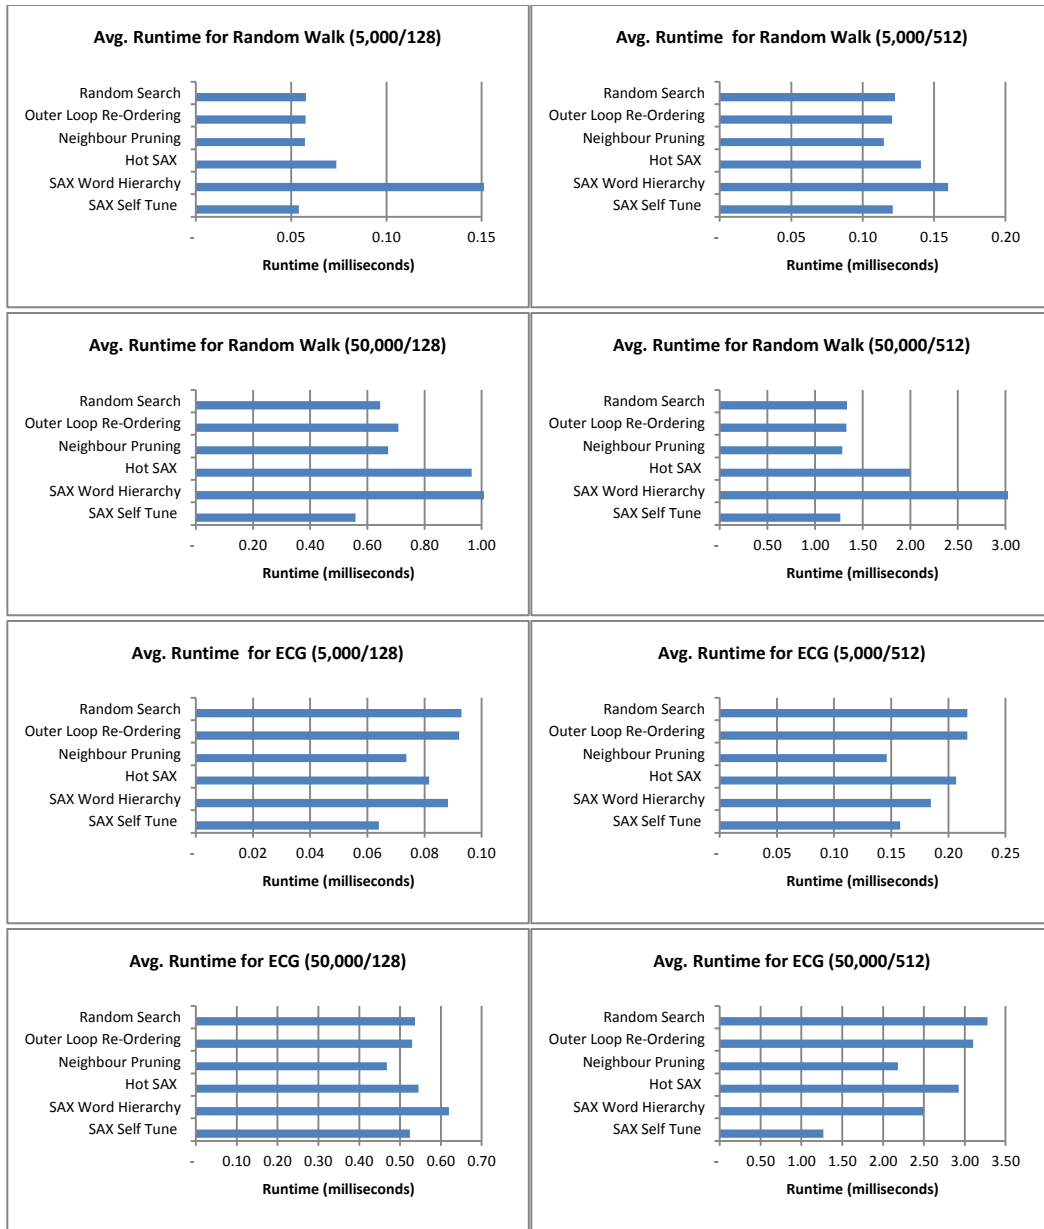 Avg. Runtime for Random Walk (5,000/128)
Random Search
Outer Loop Re-Ordering
Neighbour Pruning
Hot SAX
SAX Word Hierarchy
SAX Self Tune
- 0.05 0.10 0.15
Runtime (milliseconds)
Avg. Runtime for Random Walk (5,000/512)
Random Search
Outer Loop Re-Ordering
Neighbour Pruning
Hot SAX
SAX Word Hierarchy
SAX Self Tune
- 0.05 0.10 0.15 0.20
Runtime (milliseconds)
Avg. Runtime for Random Walk (50,000/128)
Random Search
Outer Loop Re-Ordering
Neighbour Pruning
Hot SAX
SAX Word Hierarchy
SAX Self Tune
- 0.20 0.40 0.60 0.80 1.00
Runtime (milliseconds)
Avg. Runtime for Random Walk (50,000/512)
Random Search
Outer Loop Re-Ordering
Neighbour Pruning
Hot SAX
SAX Word Hierarchy
SAX Self Tune
- 0.50 1.00 1.50 2.00 2.50 3.00
Runtime (milliseconds)
Avg. Runtime for ECG (5,000/128)
Random Search
Outer Loop Re-Ordering
Neighbour Pruning
Hot SAX
SAX Word Hierarchy
SAX Self Tune
- 0.02 0.04 0.06 0.08 0.10
Runtime (milliseconds)
Avg. Runtime for ECG (5,000/512)
Random Search
Outer Loop Re-Ordering
Neighbour Pruning
Hot SAX
SAX Word Hierarchy
SAX Self Tune
- 0.05 0.10 0.15 0.20 0.25
Runtime (milliseconds)
Avg. Runtime for ECG (50,000/128)
Random Search
Outer Loop Re-Ordering
Neighbour Pruning
Hot SAX
SAX Word Hierarchy
SAX Self Tune
- 0.10 0.20 0.30 0.40 0.50 0.60 0.70
Runtime (milliseconds)
Avg. Runtime for ECG (50,000/512)
Random Search
Outer Loop Re-Ordering
Neighbour Pruning
Hot SAX
SAX Word Hierarchy
SAX Self Tune
- 0.50 1.00 1.50 2.00 2.50 3.00 3.50
Runtime (milliseconds)